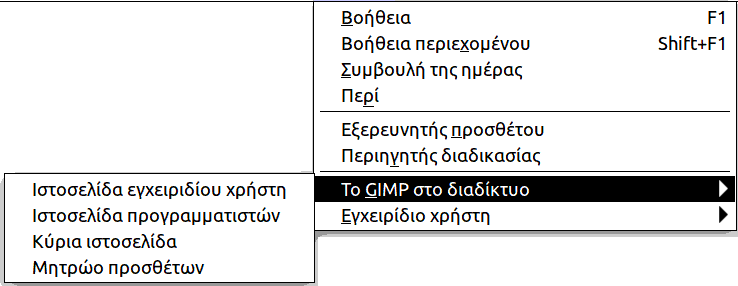 Βοήθεια F1
Βοήθεια περιεχομένου Shift+F1
Συμβουλή της ημέρας
Περί
Εξερευνητής προσθέτου
Περιηγητής διαδικασίας
Το GIMP στο διαδίκτυο
Εγχειρίδιο χρήστη
Ιστοσελίδα εγχειριδίου χρήστη
Ιστοσελίδα προγραμματιστών
Κύρια ιστοσελίδα
Μητρώο προσθέτων